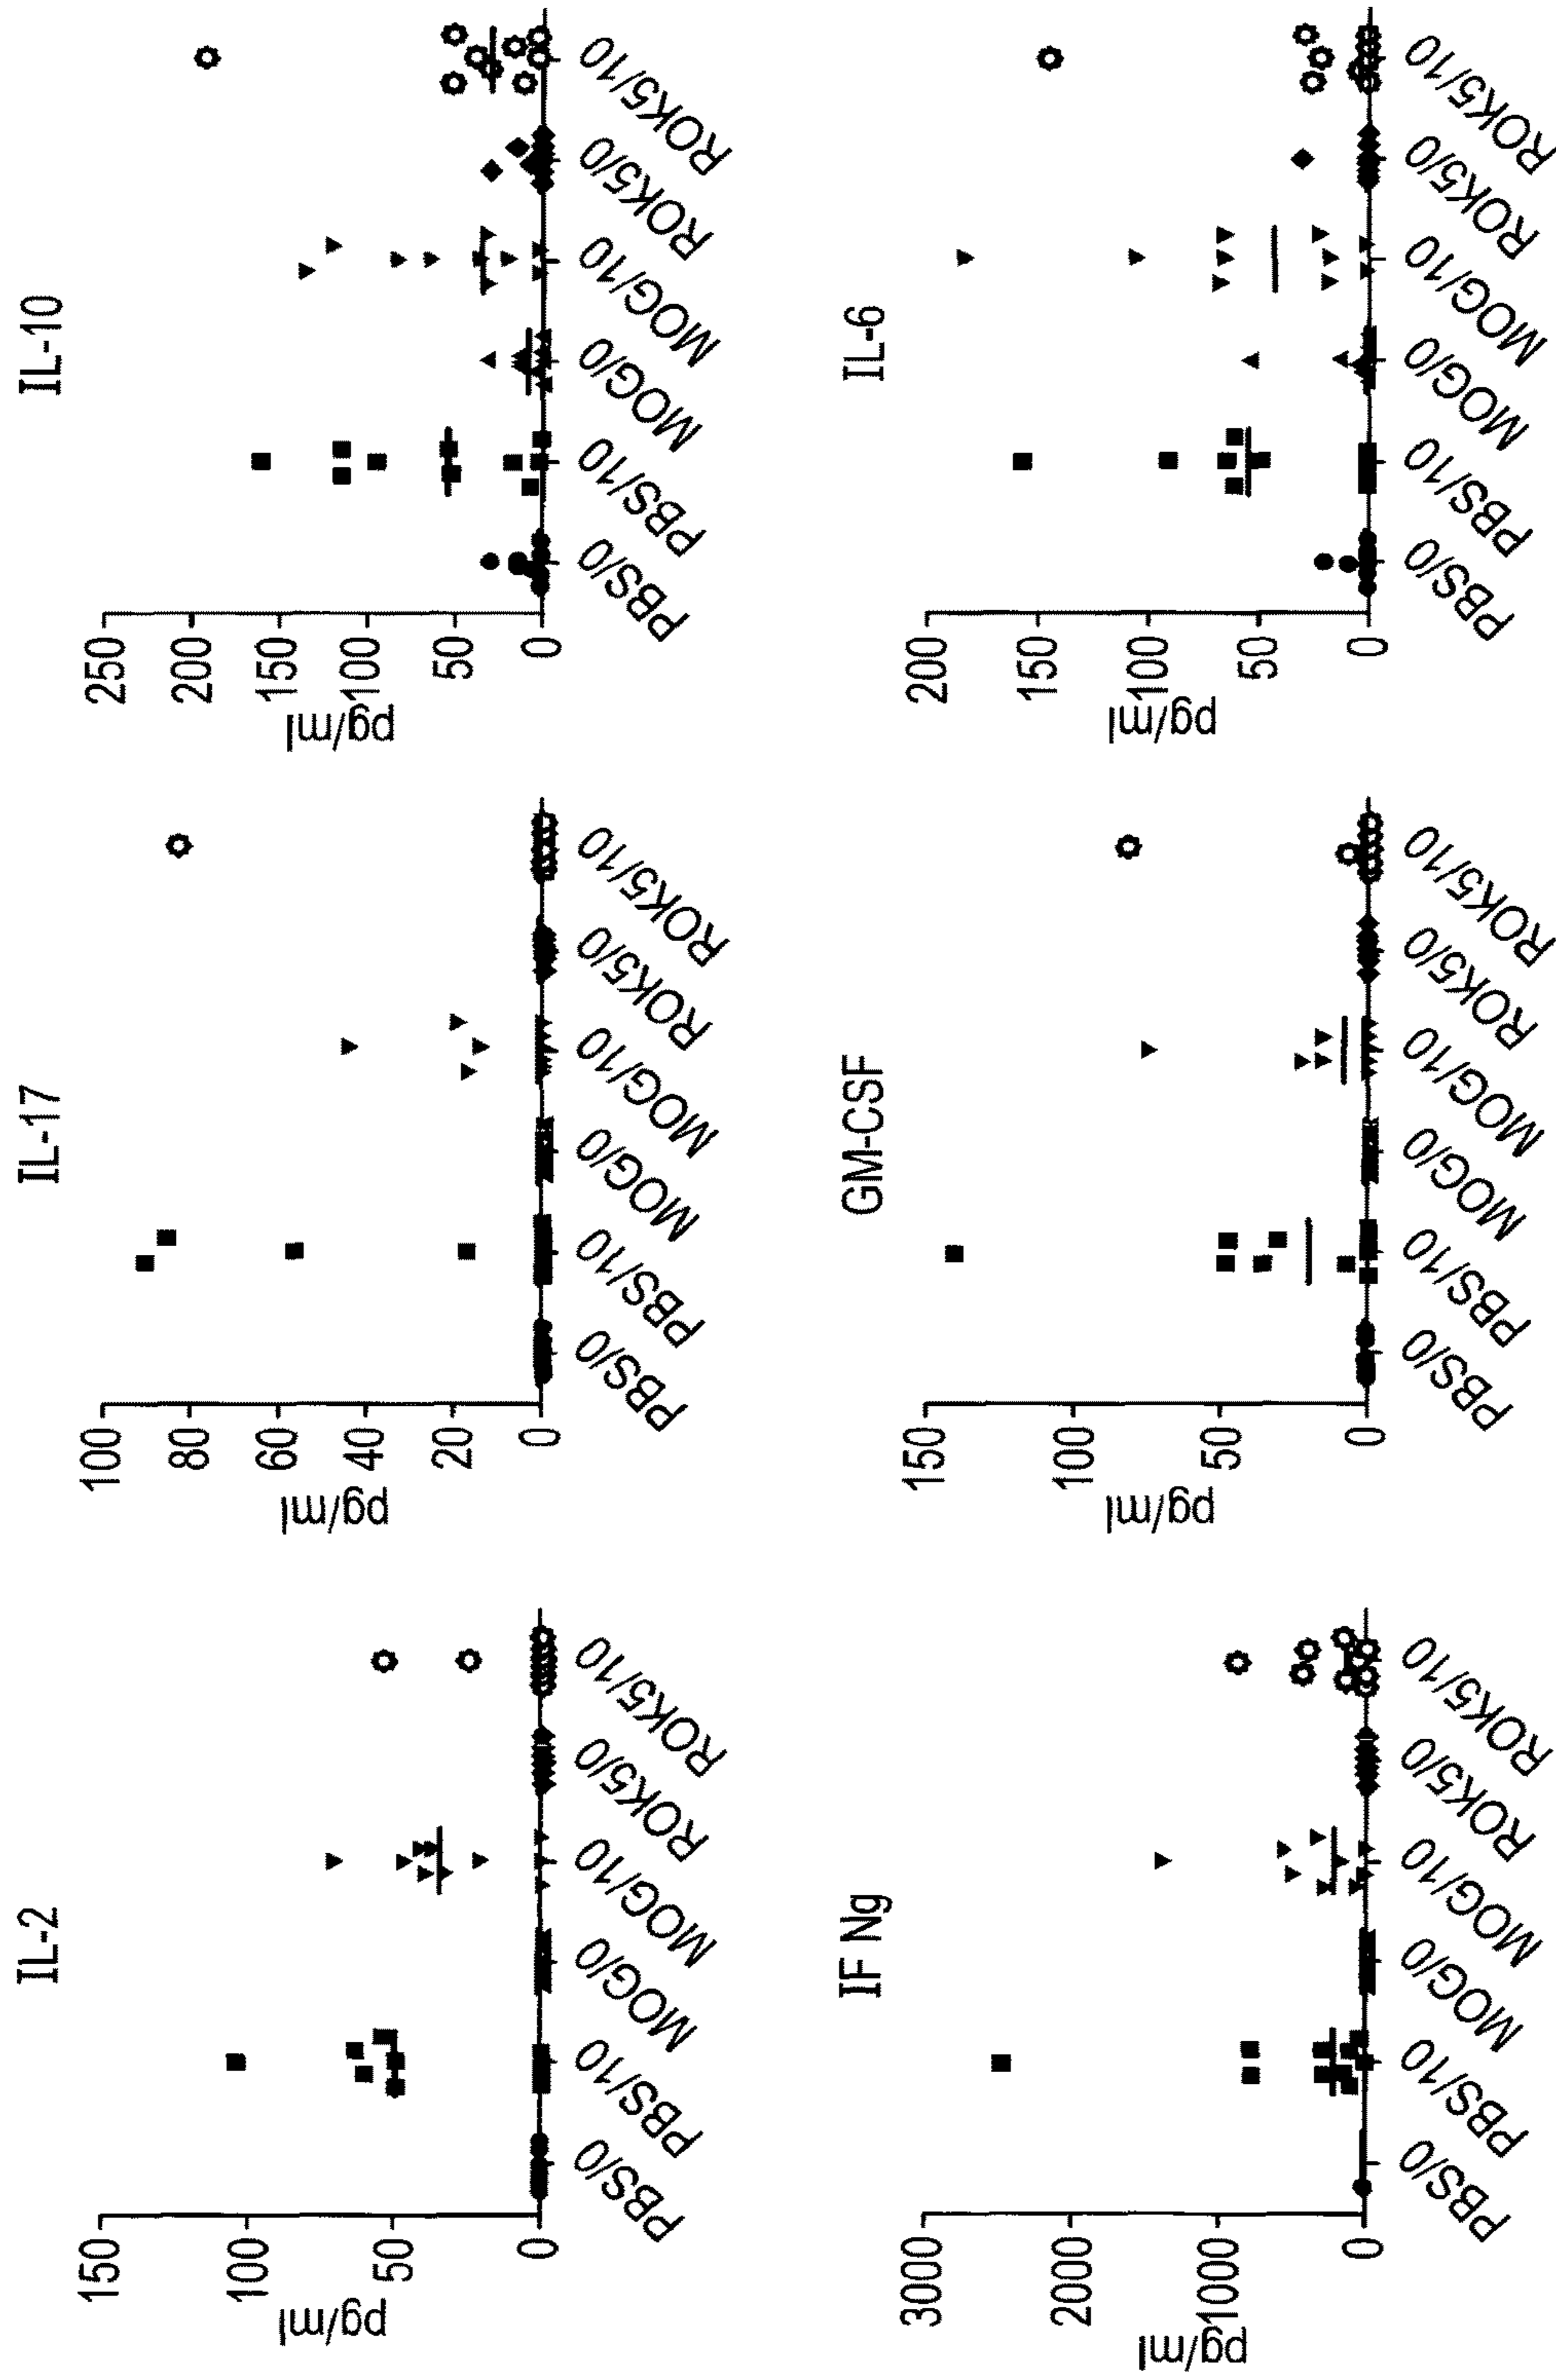 IL-2
pg/ml
150
100
50
0
PBS/0
PBS/10
MOG/0
MOG/10
ROK5/0
ROK5/10
IL-17
pg/ml
100
80
60
40
20
0
PBS/0
PBS/10
MOG/0
MOG/10
ROK5/0
ROK5/10
IL-10
pg/ml
250
200
150
100
50
0
PBS/0
PBS/10
MOG/0
MOG/10
ROK5/0
ROK5/10
IF Ng
pg/ml
3000
2000
1000
0
PBS/0
PBS/10
MOG/0
MOG/10
ROK5/0
ROK5/10
GM-CSF
pg/ml
150
100
50
0
PBS/0
PBS/10
MOG/0
MOG/10
ROK5/0
ROK5/10
IL-6
pg/ml
200
150
100
50
0
PBS/0
PBS/10
MOG/0
MOG/10
ROK5/0
ROK5/10